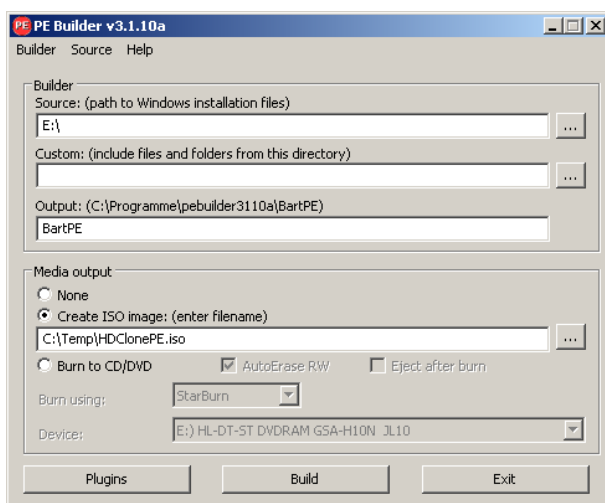 PE PE Builder v3.1.10a
Builder Source Help
Builder
Source: (path to Windows installation files)
E:\
...
Custom: (include files and folders from this directory)
...
Output: (C:\Programme\pebuilder3110a\BartPE)
BartPE
Media output
None
Create ISO image: (enter filename)
C:\Temp\HDClonePE.iso
...
Burn to CD/DVD AutoErase RW Eject after burn
Burn using: StarBurn
Device: E:) HL-DT-ST DVDRAM GSA-H10N JL10
Plugins Build Exit